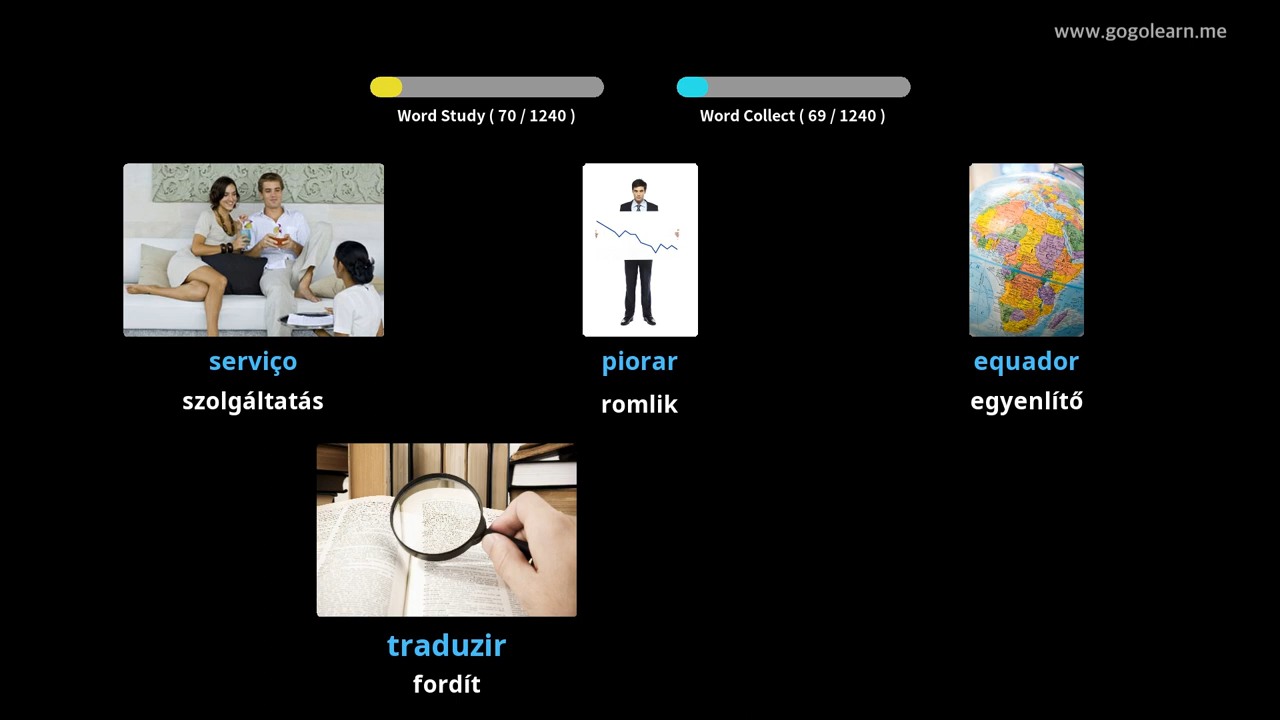 www.gogolearn.me
Word Study ( 70 / 1240 )
Word Collect ( 69 / 1240 )
serviço
szolgáltatás
piorar
romlik
equador
egyenlítő
traduzir
fordít